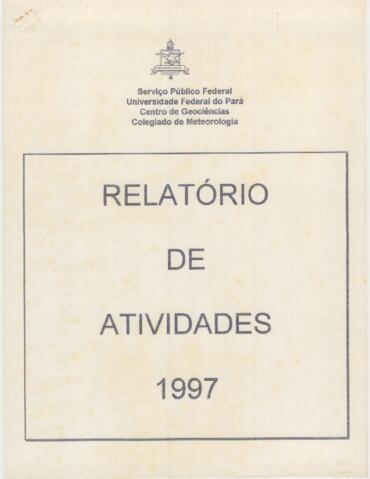 Serviço Público Federal
Universidade Federal do Pará
Centro de Geociências
Colegiado de Meteorologia
RELATÓRIO
DE
ATIVIDADES
1997